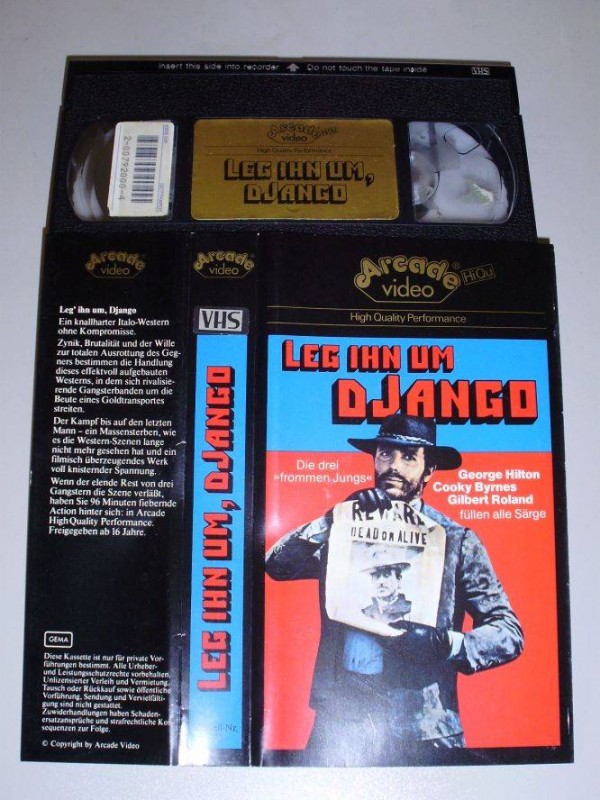 Insert this side into recorder
Do not touch the tape inside
VHS
2-00792000-4
Arcade
video
High Quality Performance
LEG IHN UM,
DJANGO
Arcade
video
Leg' ihn um, Django
Ein knallharter Italo-Western
ohne Kompromisse.
Zynik, Brutalität und der Wille
zur totalen Ausrottung des Geg-
ners bestimmen die Handlung
dieses effektvoll aufgebauten
Westerns, in dem sich rivalisie-
rende Gangsterbanden um die
Beute eines Goldtransportes
streiten.
Der Kampf bis auf den letzten
Mann - ein Massensterben, wie
es die Western-Szenen lange
nicht mehr gesehen hat und ein
filmisch überzeugendes Werk
voll knisternder Spannung.
Wenn der elende Rest von drei
Gangstern die Szene verläßt,
haben Sie 96 Minuten fiebernde
Action hinter sich: in Arcade
High Quality Performance.
Freigegeben ab 16 Jahre.
GEMA
Diese Kassette ist nur für private Vor-
führungen bestimmt. Alle Urheber-
und Leistungsschutzrechte vorbehalten.
Unlizensierter Verleih und Vermietung,
Tausch oder Rückkauf sowie öffentliche
Vorführung, Sendung und Vervielfälti-
gung sind nicht gestattet.
Zuwiderhandlungen haben Schaden-
ersatzansprüche und strafrechtliche Ko
sequenzen zur Folge.
© Copyright by Arcade Video
Arcade
video
VHS
LEG IHN UM, DJANGO
Arcade
video
HiQu
High Quality Performance
LEG IHN UM
DJANGO
Die drei
»frommen Jungs«
George Hilton
Cooky Byrnes
Gilbert Roland
füllen alle Särge
REWARD
DEAD OR ALIVE